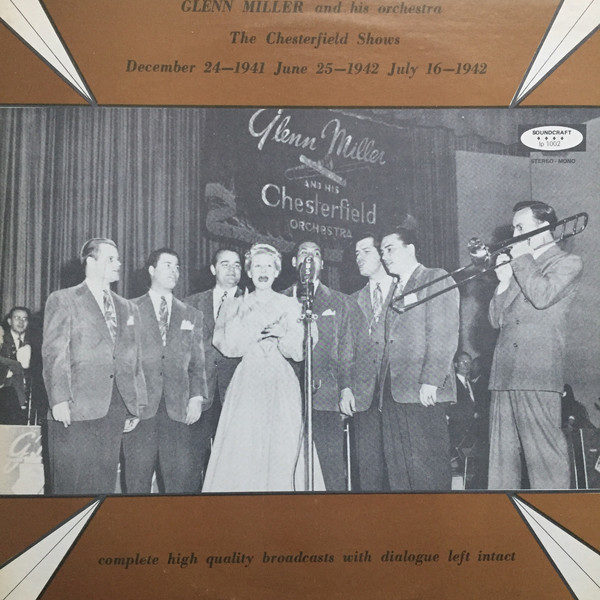 GLENN MILLER and his orchestra
The Chesterfield Shows
December 24—1941 June 25—1942 July 16—1942
Glenn Miller
AND HIS
Chesterfield
ORCHESTRA
SOUNDCRAFT
lp 1002
STEREO-MONO
complete high quality broadcasts with dialogue left intact